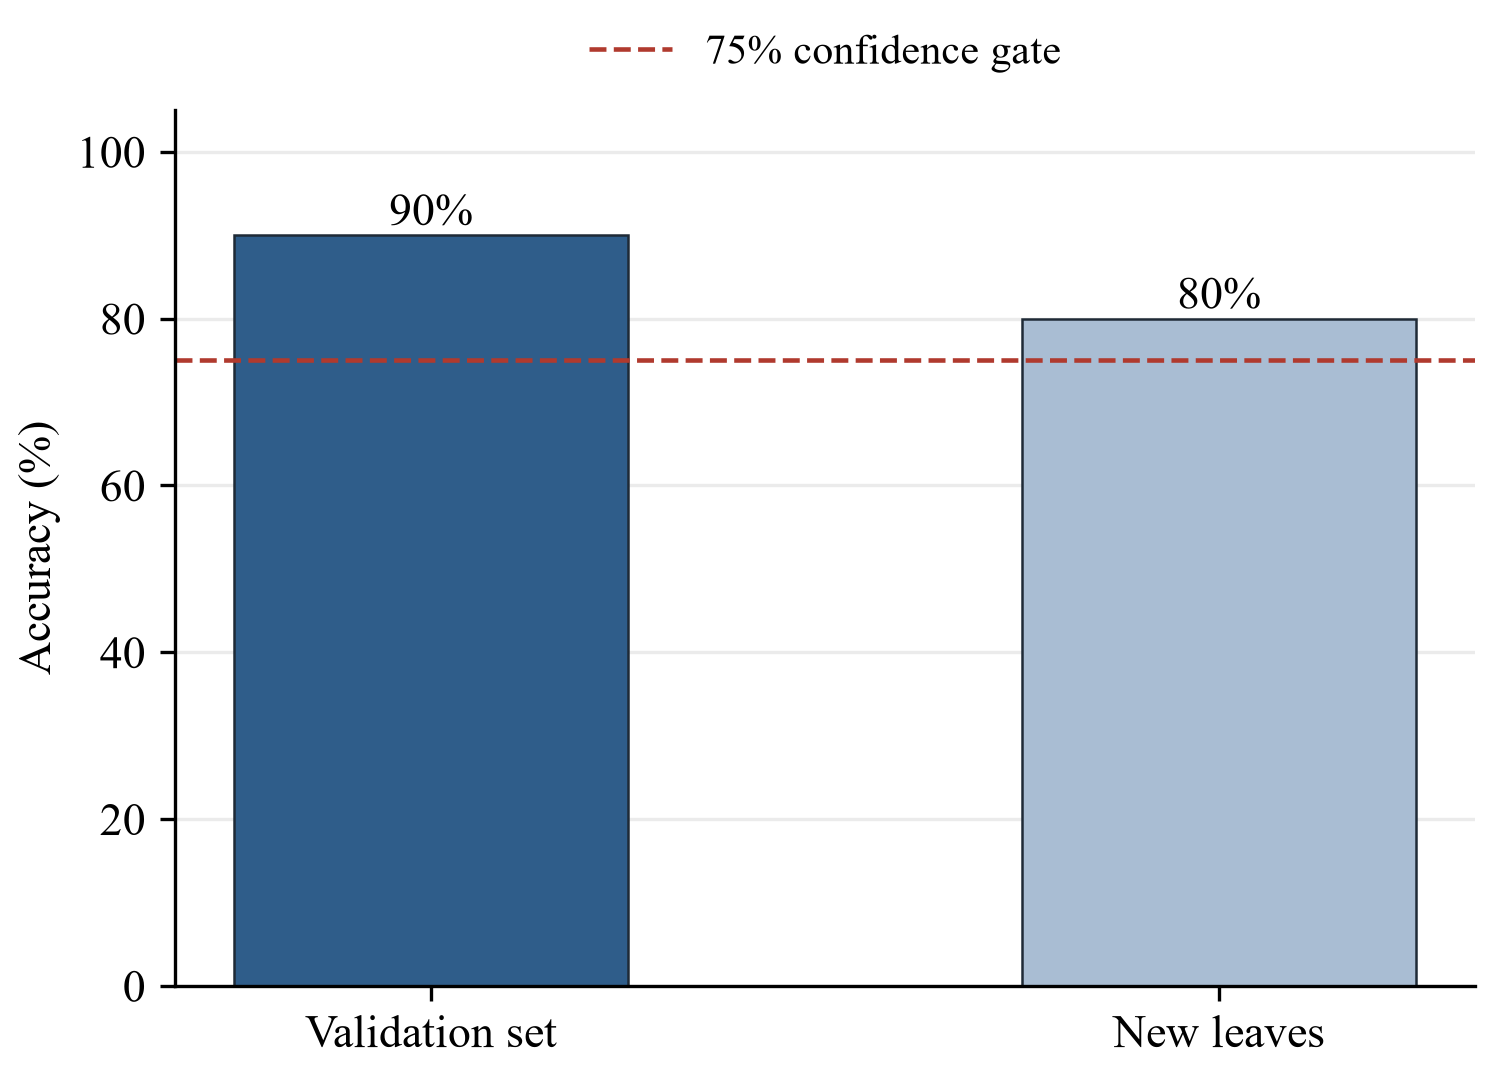 75% confidence gate
100
90%
80%
80
Accuracy (%)
60
40
20
0
Validation set
New leaves